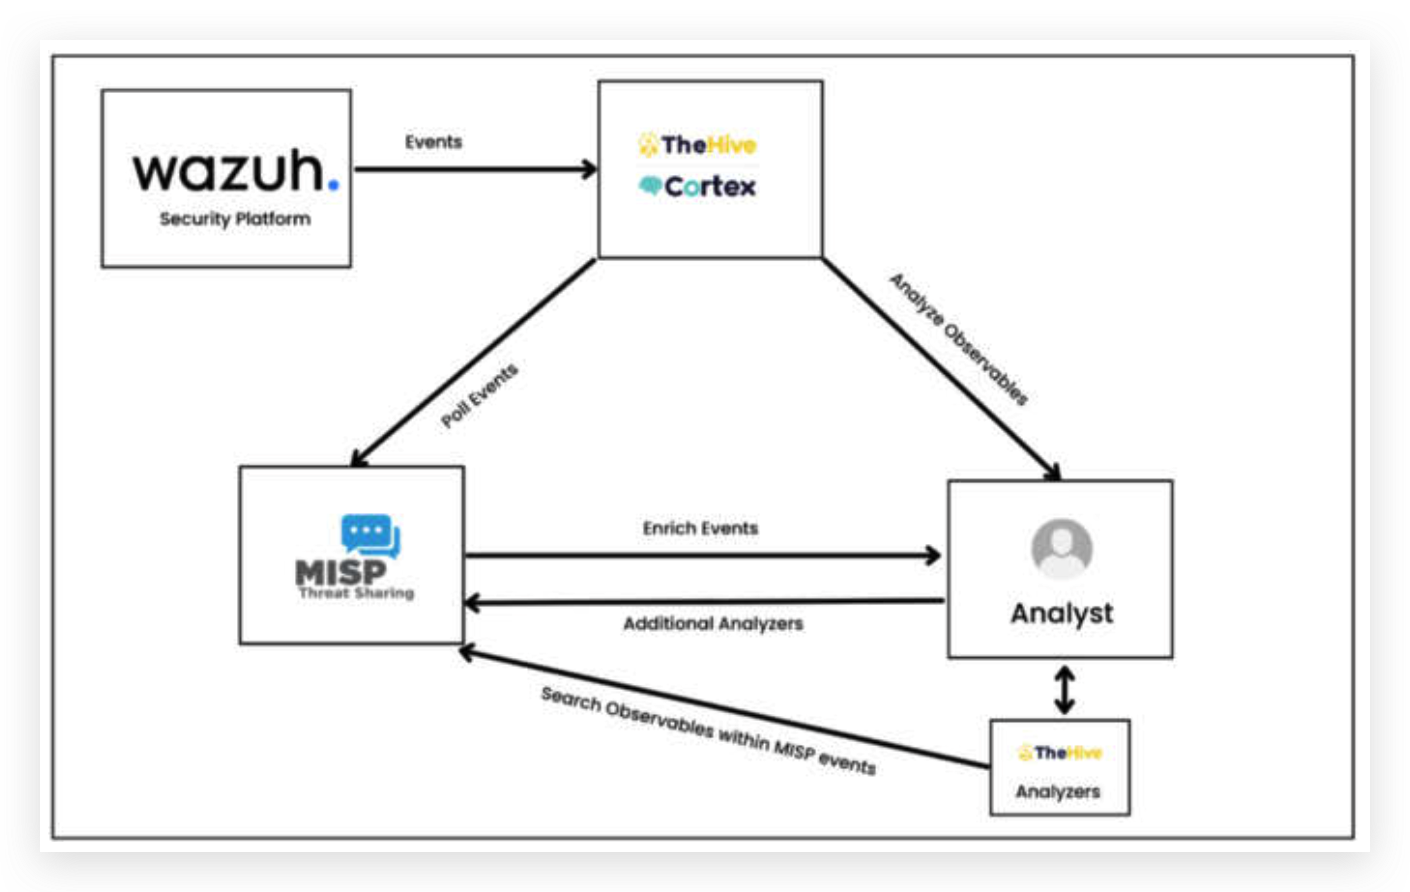 Events
TheHive
Cortex
wazuh.
Security Platform
Analyze Observables
Poll Events
Enrich Events
MISP
Threat Sharing
Analyst
Additional Analyzers
Search Observables within MISP events
TheHive
Analyzers